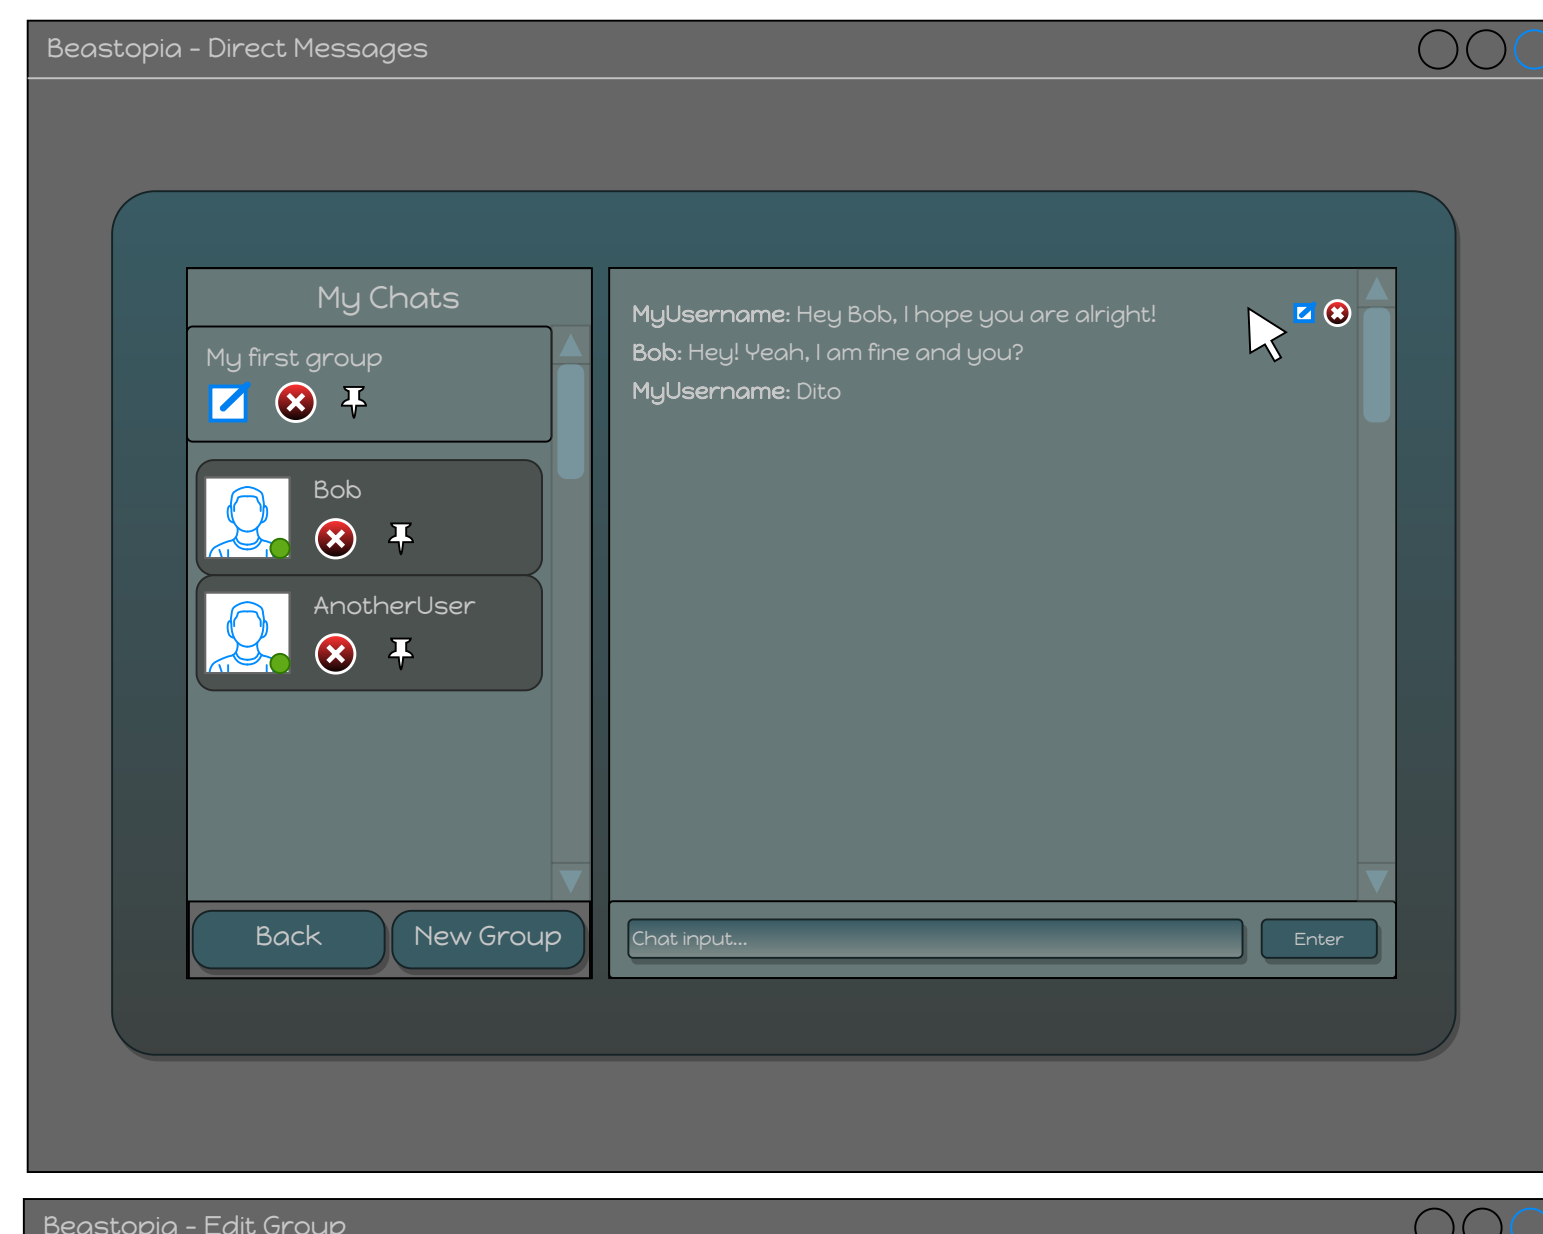 Beastopia - Direct Messages
My Chats
My first group
Bob
AnotherUser
Back
New Group
MyUsername: Hey Bob, I hope you are alright!
Bob: Hey! Yeah, I am fine and you?
MyUsername: Dito
Chat input...
Enter
Beastopia - Edit Group